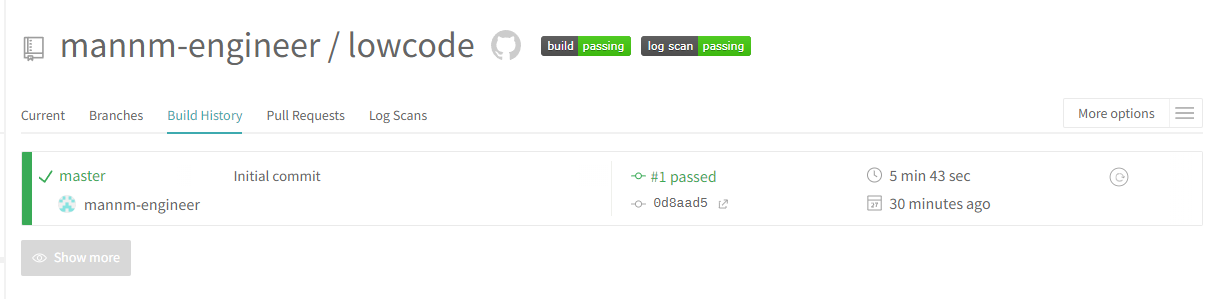 mannm-engineer / lowcode build passing log scan passing
Current Branches Build History Pull Requests Log Scans More options
master Initial commit #1 passed 5 min 43 sec
mannm-engineer 0d8aad5 27 30 minutes ago
Show more